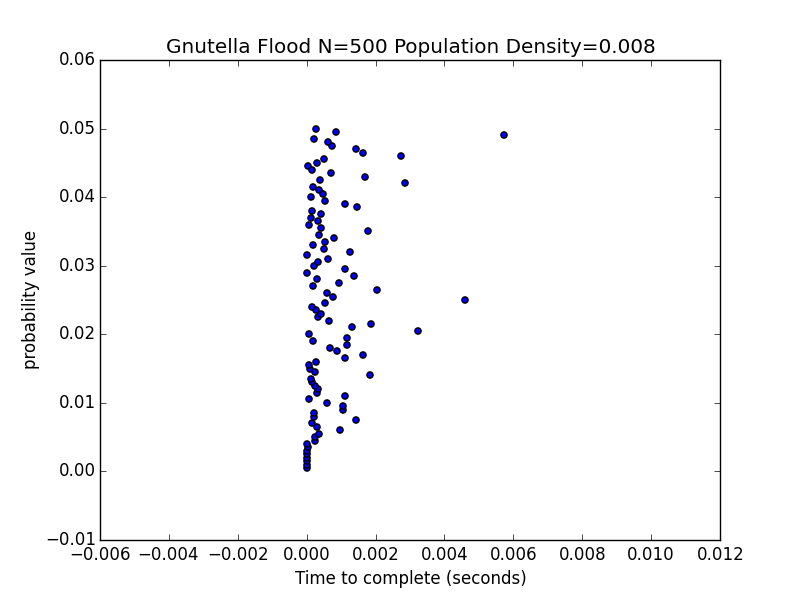 Gnutella Flood N=500 Population Density=0.008
0.06
0.05
0.04
0.03
0.02
0.01
0.00
−0.01
probability value
−0.006 −0.004 −0.002 0.000 0.002 0.004 0.006 0.008 0.010 0.012
Time to complete (seconds)